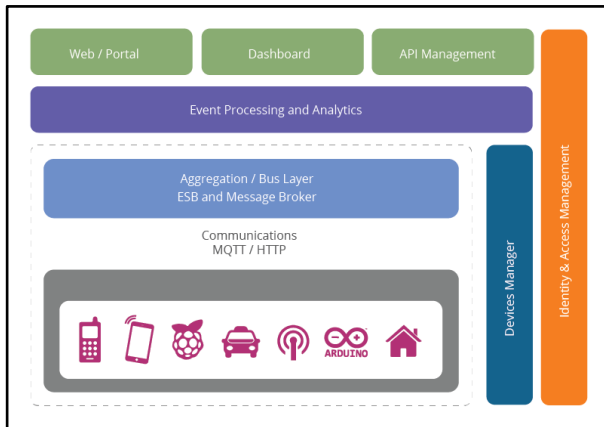 Web / Portal
Dashboard
API Management
Event Processing and Analytics
Aggregation / Bus Layer
ESB and Message Broker
Communications
MQTT / HTTP
ARDUINO
Devices Manager
Identity & Access Management